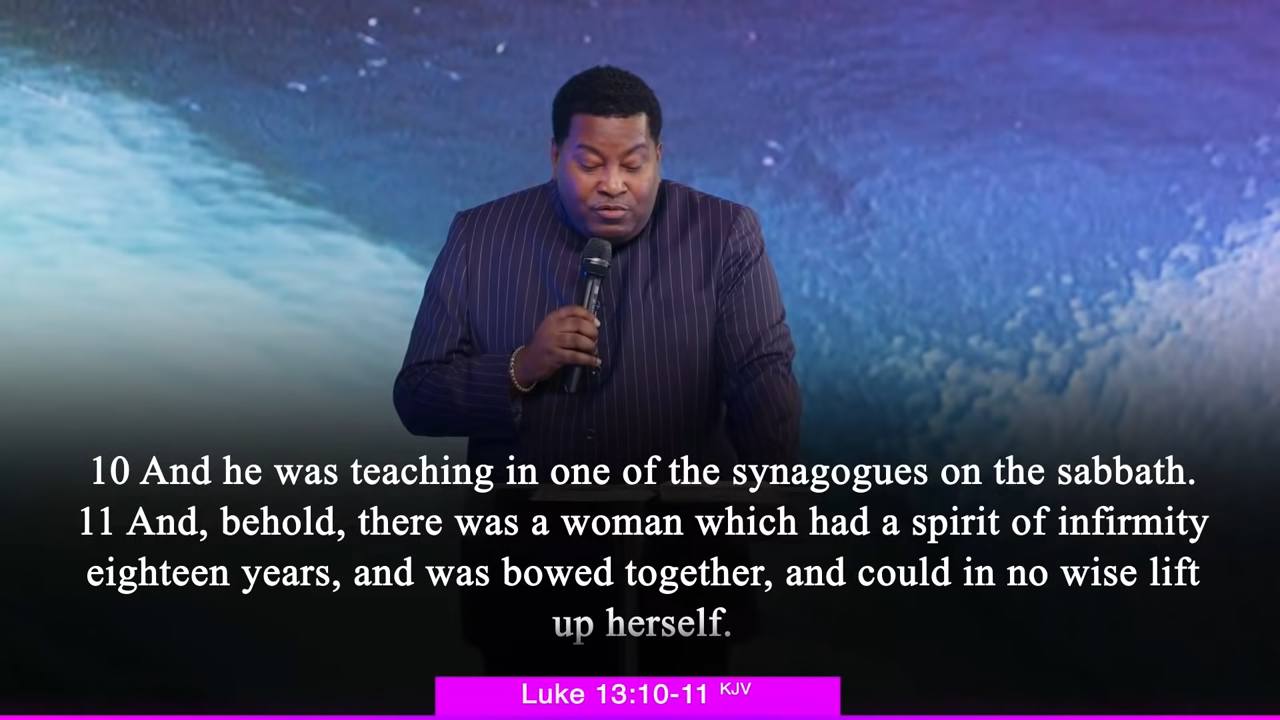 10 And he was teaching in one of the synagogues on the sabbath.
11 And, behold, there was a woman which had a spirit of infirmity
eighteen years, and was bowed together, and could in no wise lift
up herself.
Luke 13:10-11 KJV